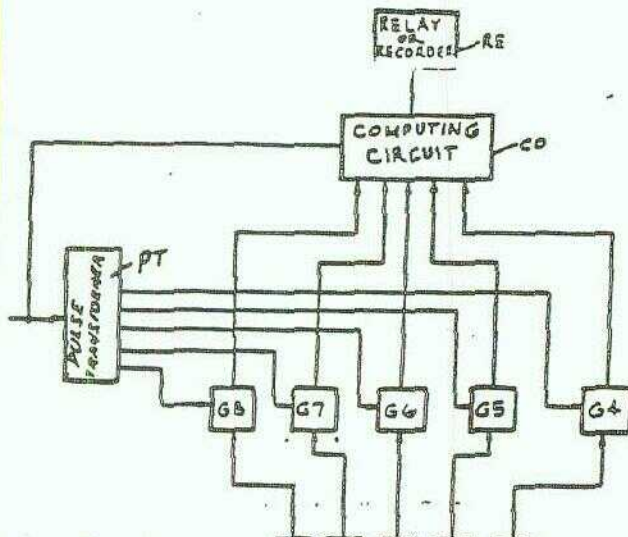 RELAY
OR
RECORDER
RE
COMPUTING
CIRCUIT
CO
PT
PULSE
TRANSFORMER
G8
G7
G6
G5
G4